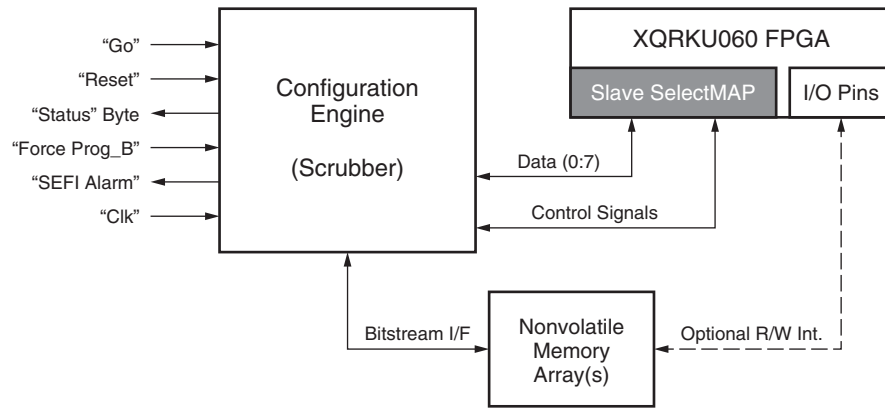 “Go”
“Reset”
“Status” Byte
“Force Prog_B”
“SEFI Alarm”
“Clk”
Configuration
Engine
(Scrubber)
XQRKU060 FPGA
Slave SelectMAP
I/O Pins
Data (0:7)
Control Signals
Bitstream I/F
Nonvolatile
Memory
Array(s)
Optional R/W Int.